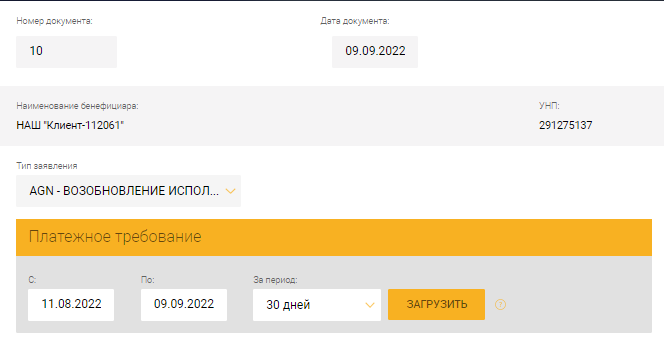 Номер документа: Дата документа:
10 09.09.2022
Наименование бенефициара: УНП:
НАШ "Клиент-112061" 291275137
Тип заявления
AGN - ВОЗОБНОВЛЕНИЕ ИСПОЛ...
Платежное требование
С: По: За период:
11.08.2022 09.09.2022 30 дней ЗАГРУЗИТЬ ?